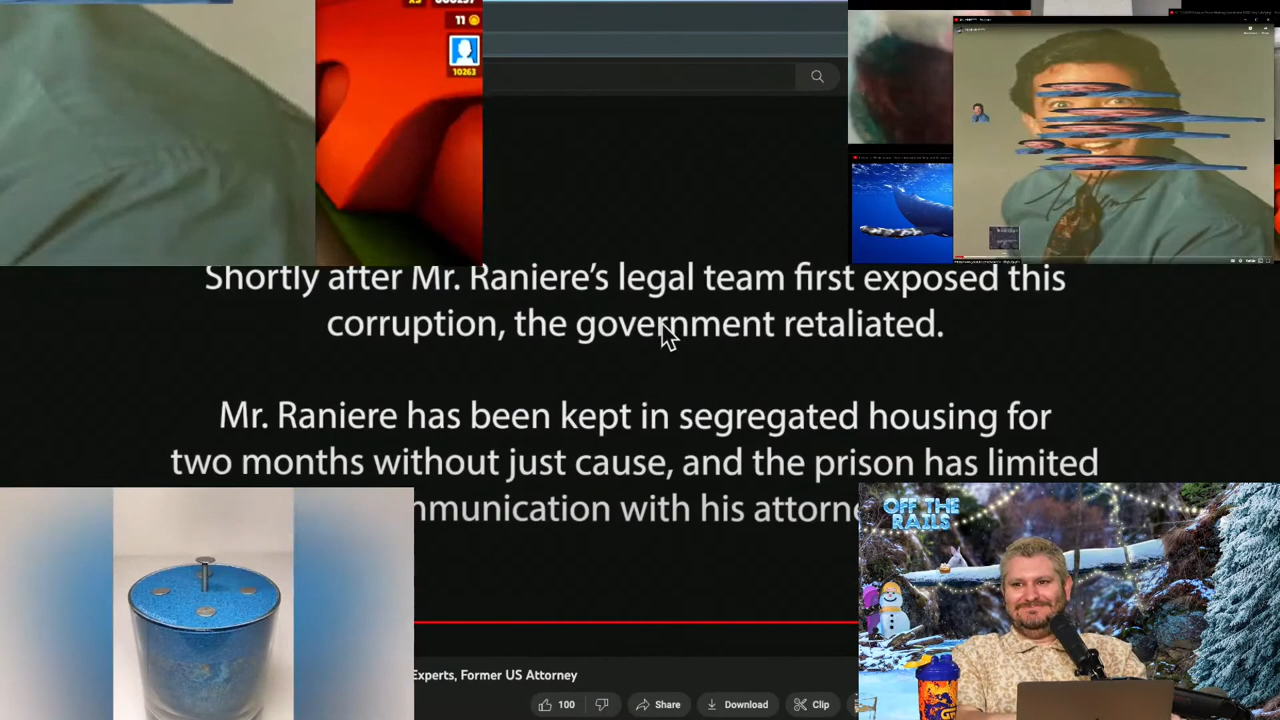 11
10263
Shortly after Mr. Raniere's legal team first exposed this
corruption, the government retaliated.
Mr. Raniere has been kept in segregated housing for
two months without just cause, and the prison has limited
mmunication with his attorne
OFF THE
RAILS
Experts, Former US Attorney
100
Share
Download
Clip